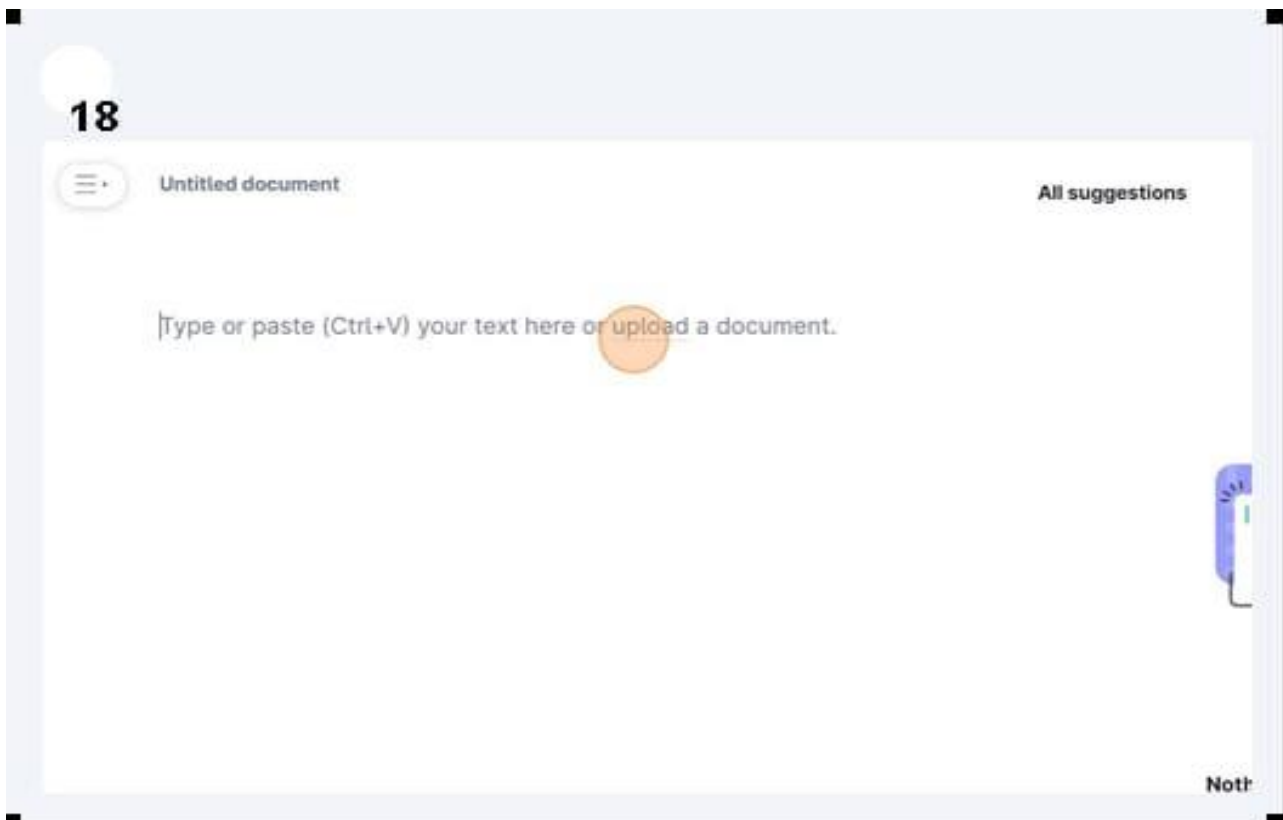 18
Untitled document
All suggestions
Type or paste (Ctrl+V) your text here or upload a document.